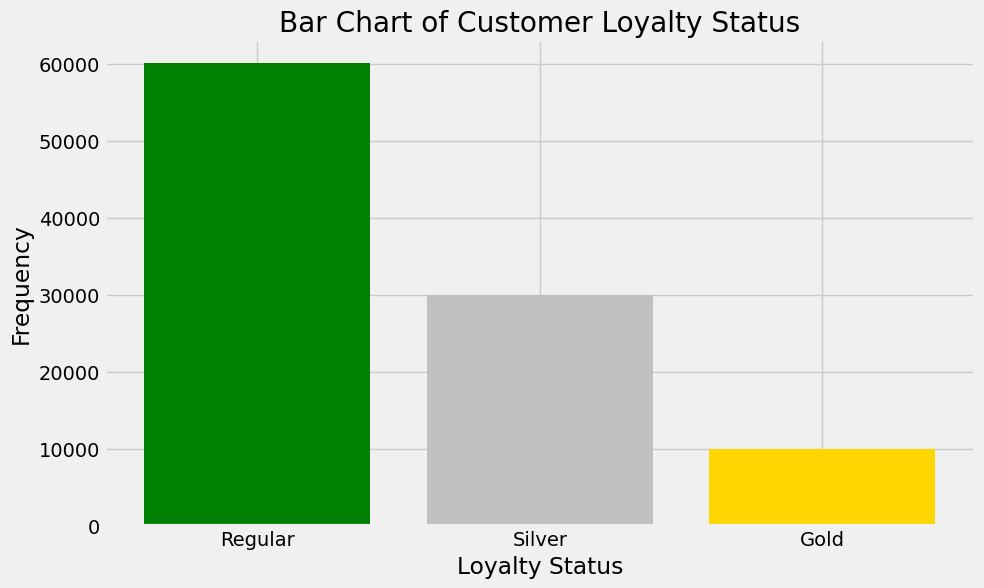 Bar Chart of Customer Loyalty Status
Frequency
60000
50000
40000
30000
20000
10000
0
Regular
Silver
Gold
Loyalty Status